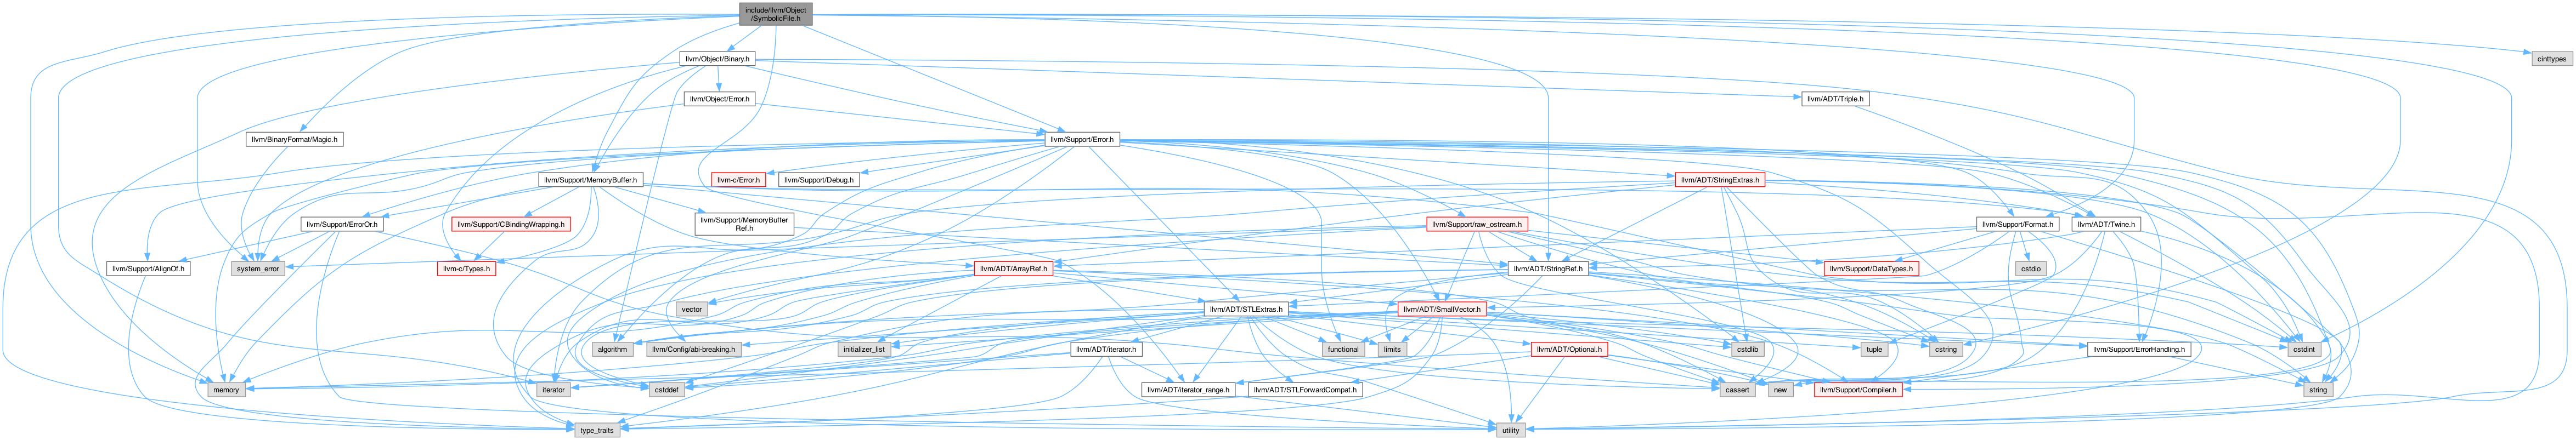 include/llvm/Object
/SymbolicFile.h
llvm/Object/Binary.h
cinttypes
llvm/Object/Error.h
llvm/ADT/Triple.h
llvm/BinaryFormat/Magic.h
llvm/Support/Error.h
llvm/Support/MemoryBuffer.h
llvm-c/Error.h
llvm/Support/Debug.h
llvm/ADT/StringExtras.h
llvm/Support/ErrorOr.h
llvm/Support/CBindingWrapping.h
llvm/Support/MemoryBuffer
Ref.h
llvm/Support/raw_ostream.h
llvm/Support/Format.h
llvm/ADT/Twine.h
llvm/Support/AlignOf.h
system_error
llvm-c/Types.h
llvm/ADT/ArrayRef.h
llvm/ADT/StringRef.h
llvm/Support/DataTypes.h
cstdio
vector
llvm/ADT/STLExtras.h
llvm/ADT/SmallVector.h
algorithm
llvm/Config/abi-breaking.h
initializer_list
llvm/ADT/iterator.h
functional
limits
llvm/ADT/Optional.h
cstdlib
tuple
cstring
llvm/Support/ErrorHandling.h
cstdint
memory
iterator
cstddef
llvm/ADT/iterator_range.h
llvm/ADT/STLForwardCompat.h
cassert
new
llvm/Support/Compiler.h
string
type_traits
utility